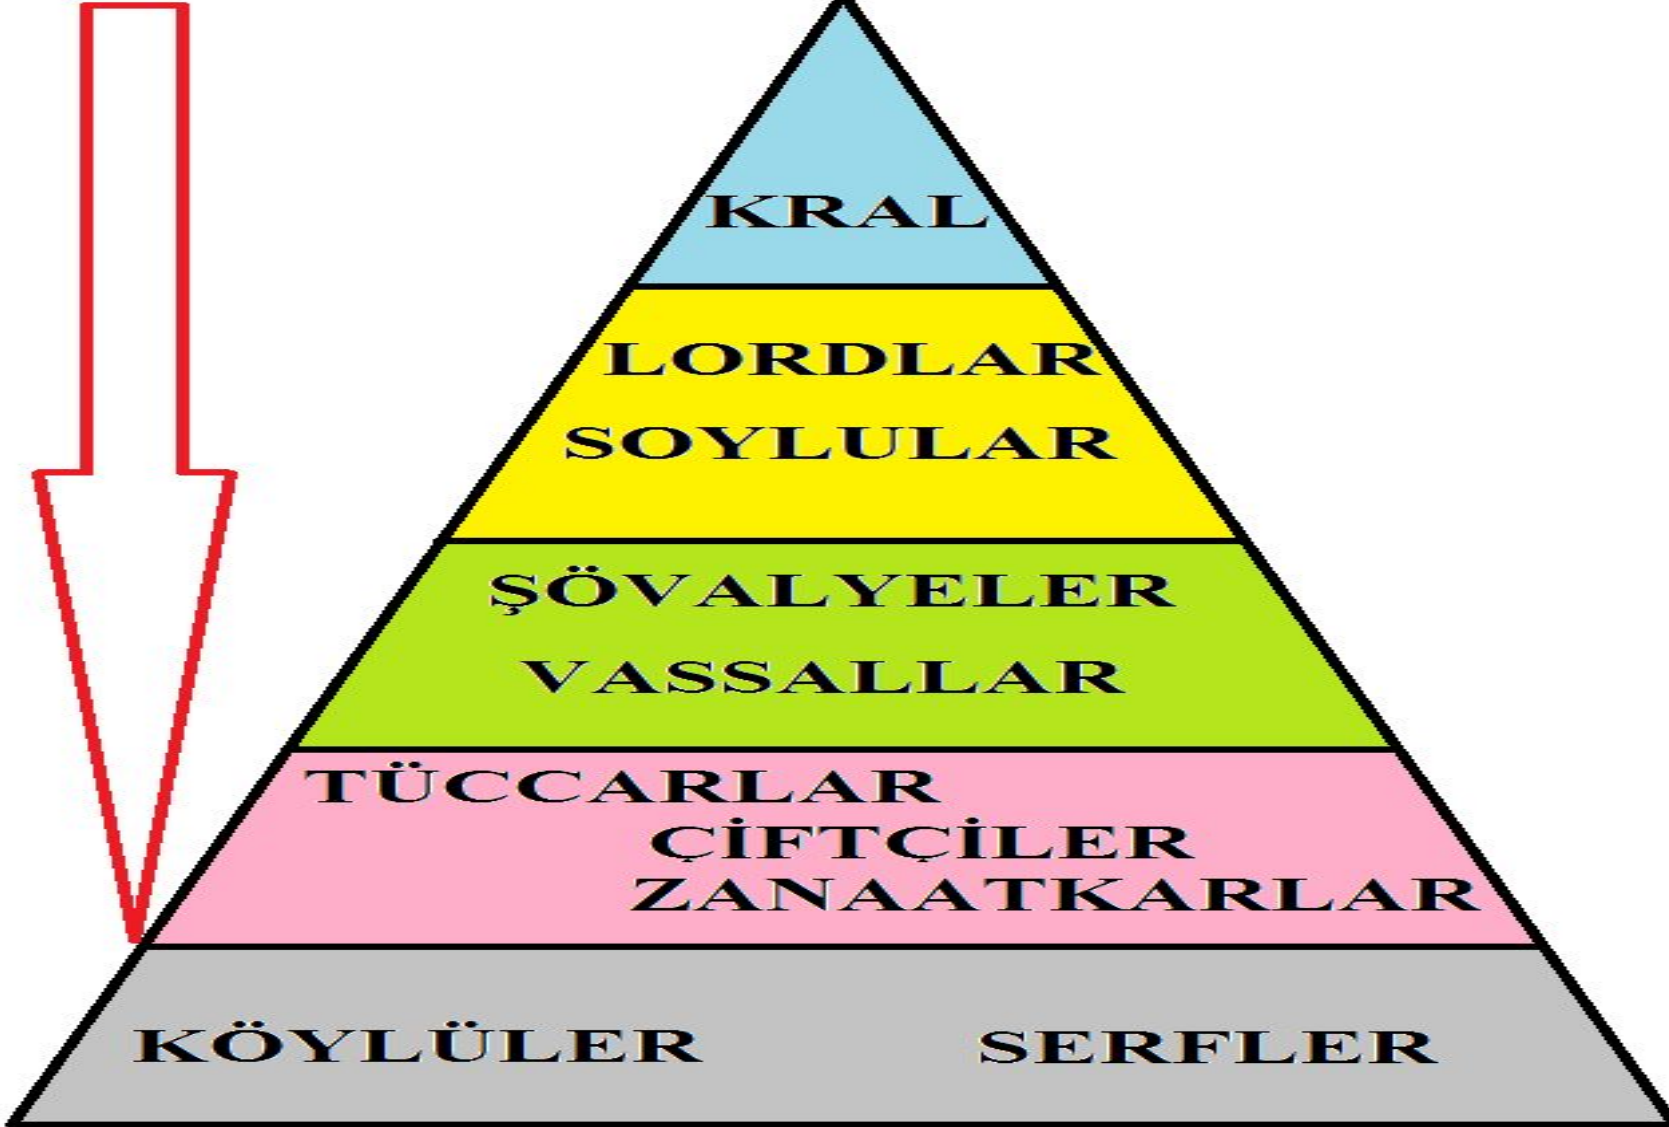 KRAL
LORDLAR
SOYLULAR
ŞÖVALYELER
VASSALLAR
TÜCCARLAR
ÇİFTÇİLER
ZANAATKARLAR
KÖYLÜLER SERFLER